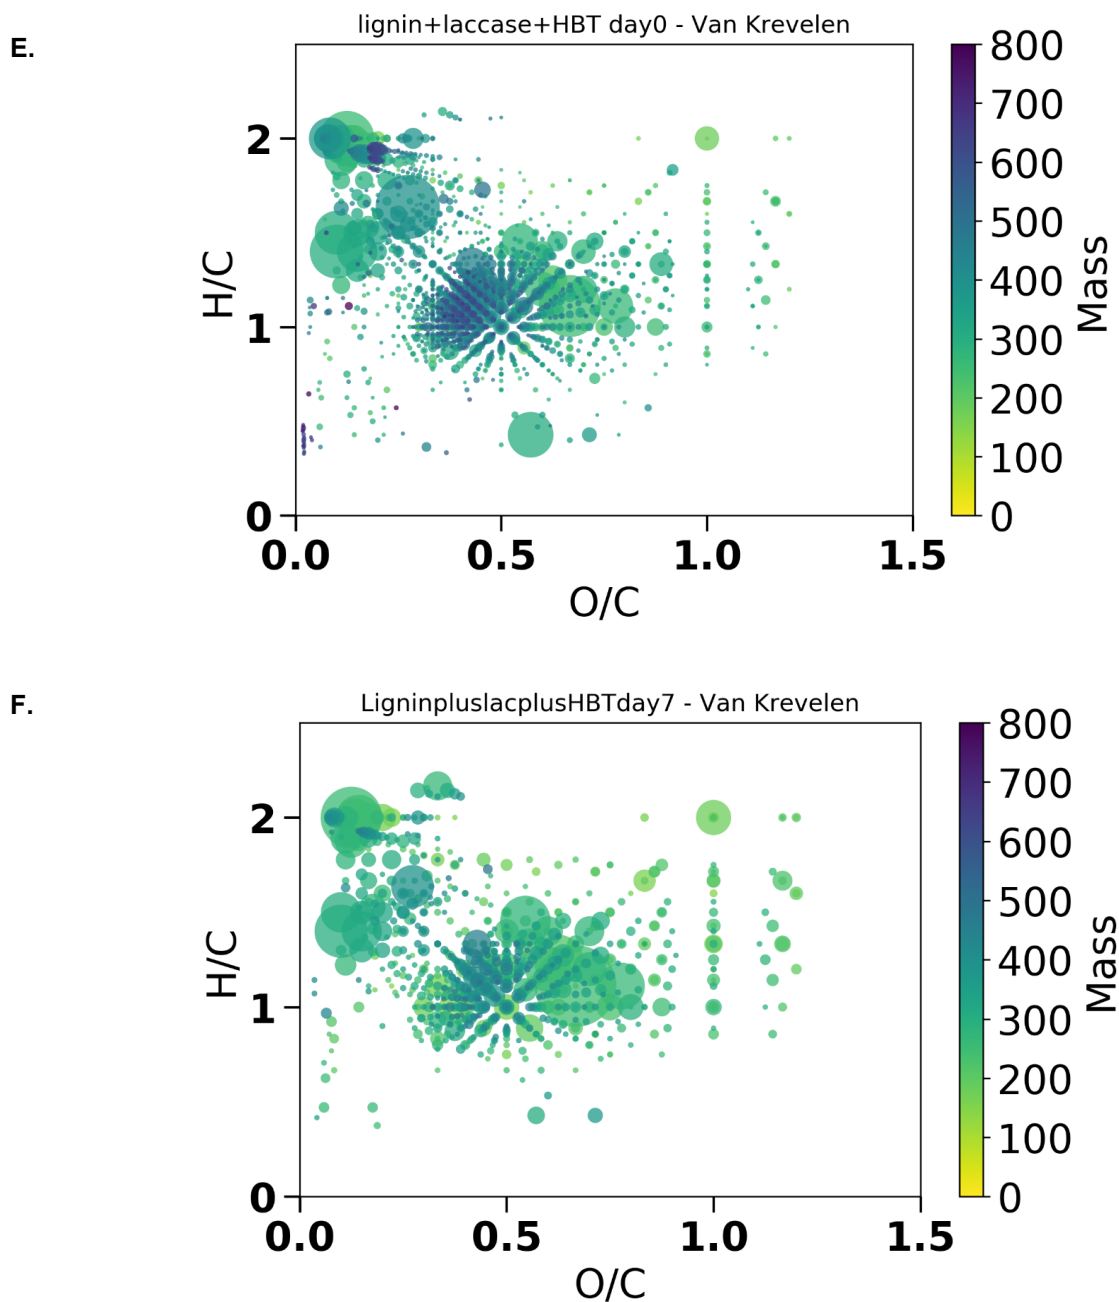 E.
lignin+laccase+HBT day0 - Van Krevelen
H/C
2
1
0
0.0 0.5 1.0 1.5
O/C
800
700
600
500
400
300
200
100
0
Mass
F.
LigninpluslacplusHBTday7 - Van Krevelen
H/C
2
1
0
0.0 0.5 1.0 1.5
O/C
800
700
600
500
400
300
200
100
0
Mass